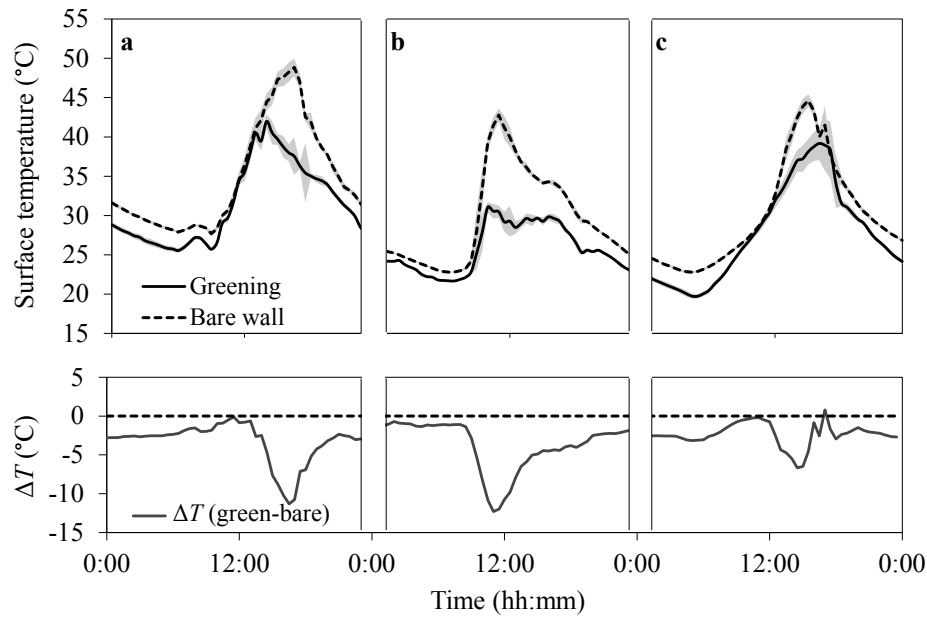 55
50
45
40
35
30
25
20
15
Surface temperature (°C)
a
b
c
Greening
Bare wall
5
0
-5
-10
-15
ΔT (°C)
ΔT (green-bare)
0:00 12:00 0:00 12:00 0:00 12:00 0:00
Time (hh:mm)